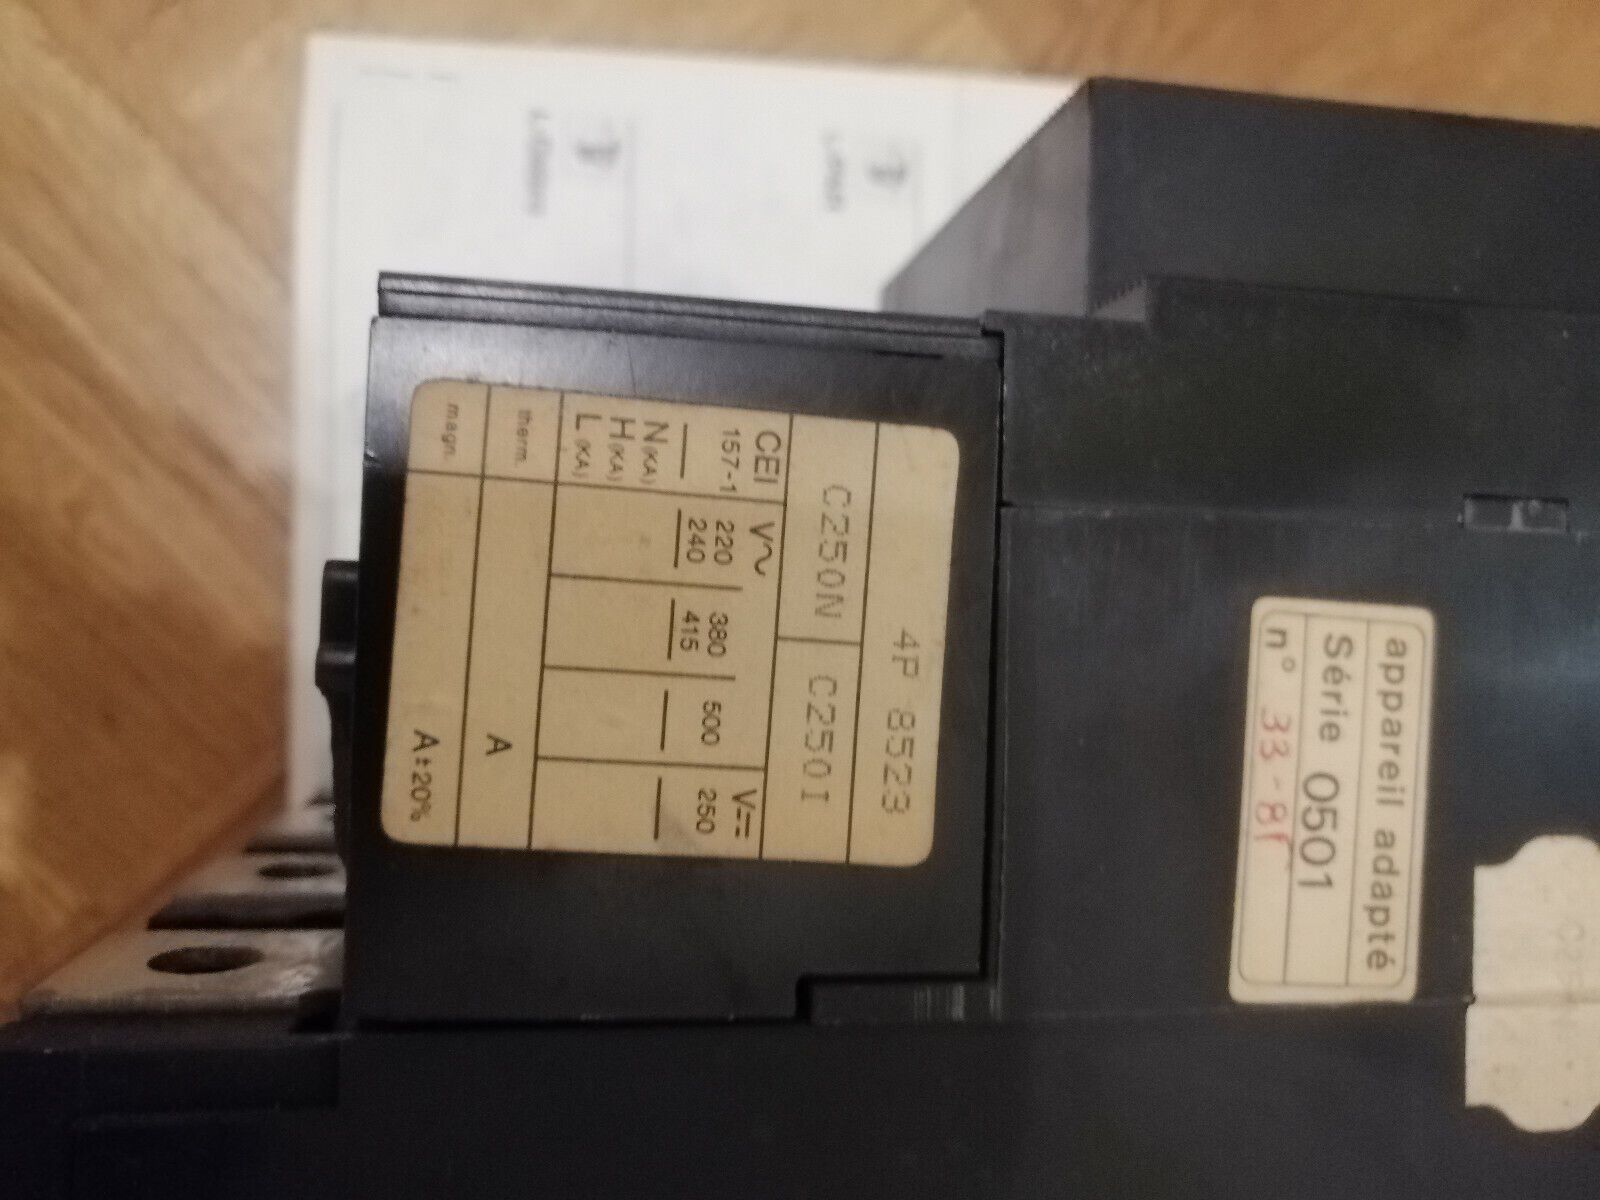 4P 8523
C250N C250I
CEI V~ V⎓
157-1 220 380 500 250
240 415
N(KA)
H(KA)
L(KA)
therm. A
magn. A±20%
appareil adapté
Série 0501
n° 33-8f